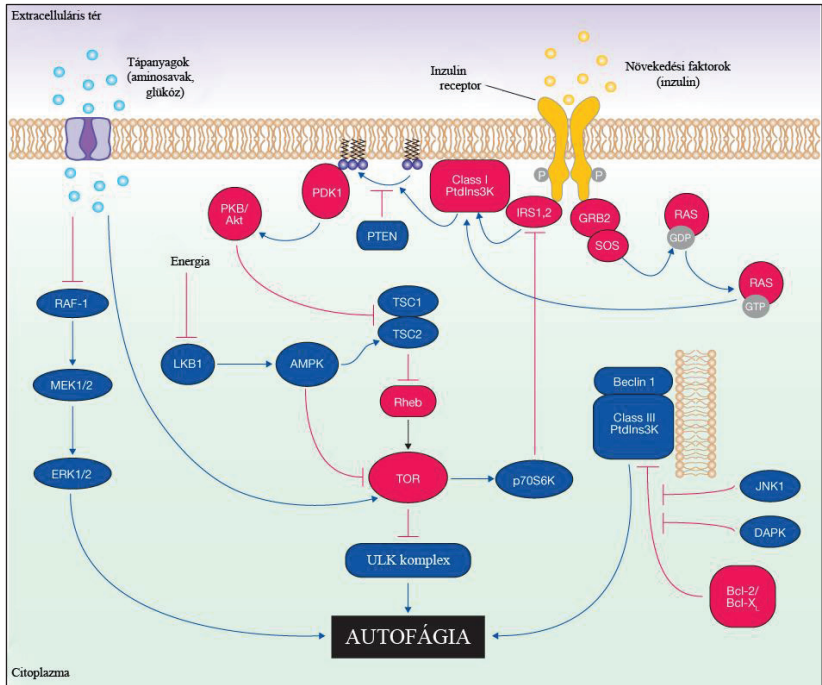 Extracelluláris tér
Tápanyagok
(aminosavak,
glükóz)
Inzulin
receptor
Növekedési faktorok
(inzulin)
P
P
PDK1
Class I
PtdIns3K
IRS1,2
GRB2
SOS
RAS
GDP
PKB/
Akt
PTEN
Energia
RAS
GTP
RAF-1
TSC1
TSC2
LKB1
AMPK
MEK1/2
Rheb
Beclin 1
Class III
PtdIns3K
ERK1/2
TOR
p70S6K
JNK1
DAPK
ULK komplex
Bcl-2/
Bcl-XL
AUTOFÁGIA
Citoplazma